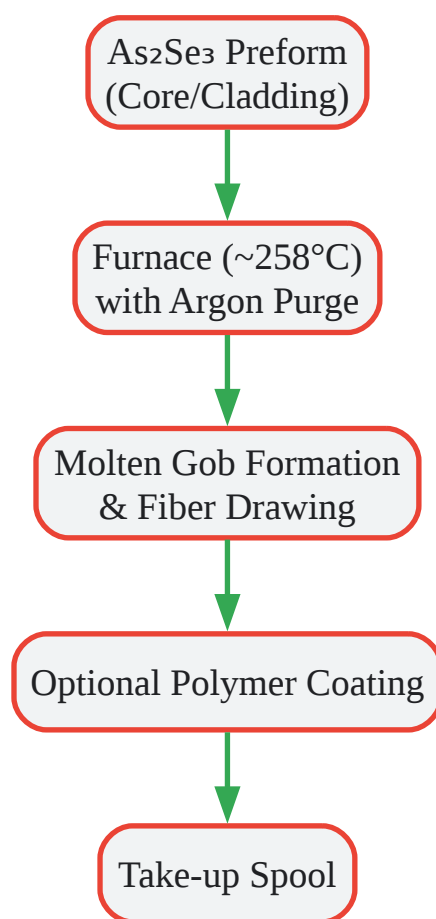 As₂Se₃ Preform
(Core/Cladding)
Furnace (~258°C)
with Argon Purge
Molten Gob Formation
& Fiber Drawing
Optional Polymer Coating
Take-up Spool